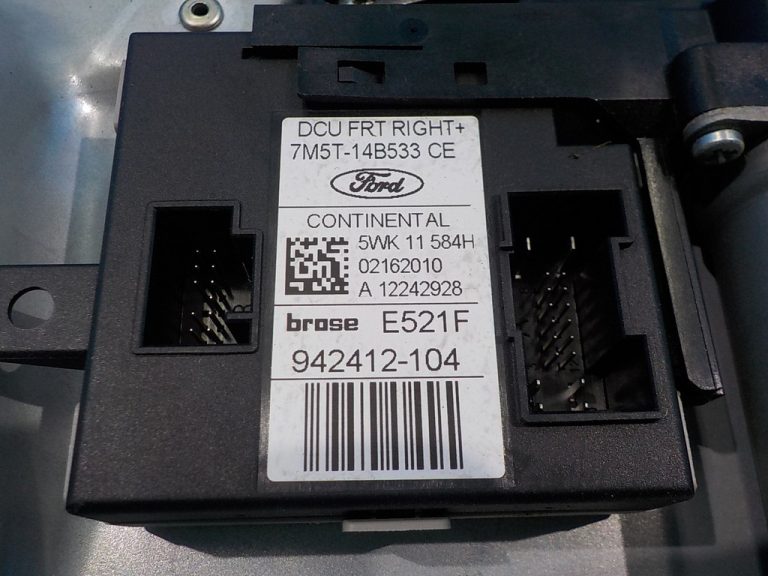 DCU FRT RIGHT+
7M5T-14B533 CE
Ford
CONTINENTAL
5WK 11 584H
02162010
A 12242928
brose E521F
942412-104